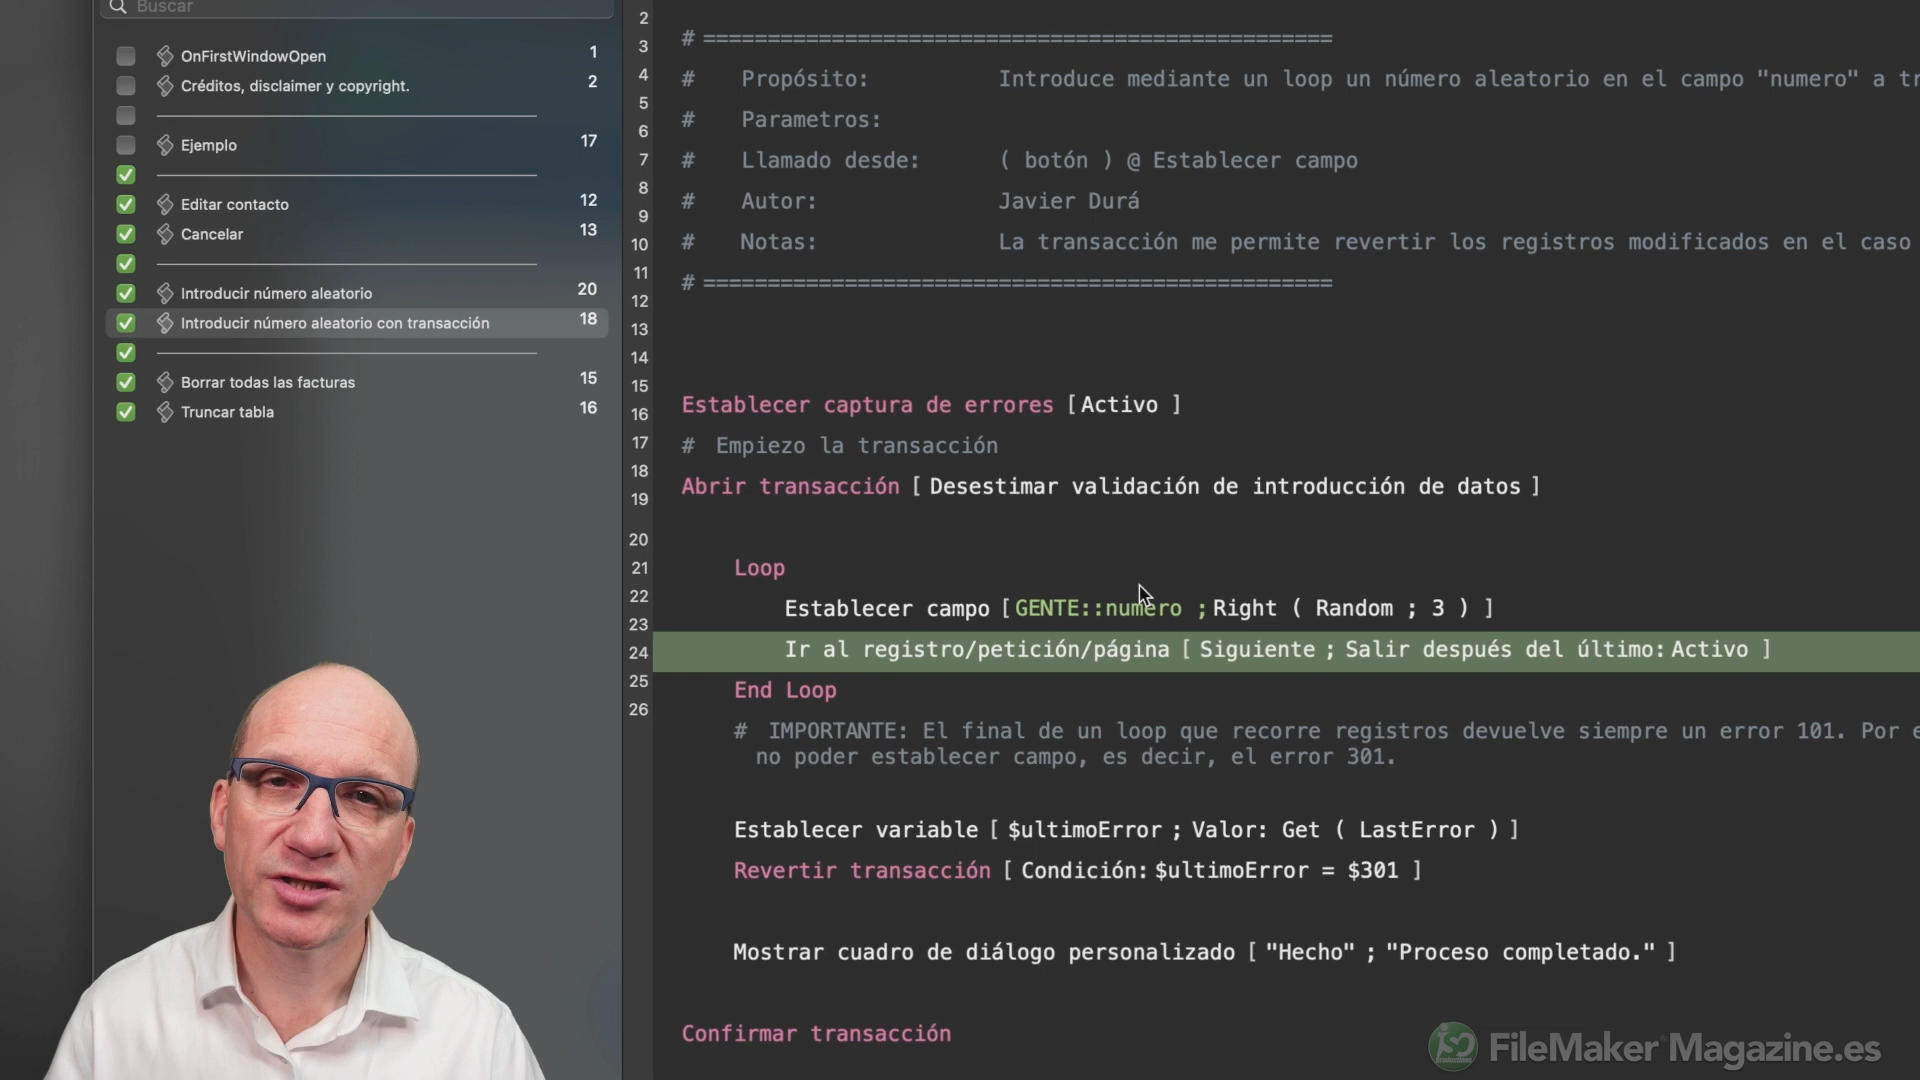 Buscar
OnFirstWindowOpen 1
Créditos, disclaimer y copyright. 2
Ejemplo 17
Editar contacto 12
Cancelar 13
Introducir número aleatorio 20
Introducir número aleatorio con transacción 18
Borrar todas las facturas 15
Truncar tabla 16
2
3
4
5
6
7
8
9
10
11
12
13
14
15
16
17
18
19
20
21
22
23
24
25
26
# =================================================
# Propósito: Introduce mediante un loop un número aleatorio en el campo "numero" a tr
# Parametros:
# Llamado desde: ( botón ) @ Establecer campo
# Autor: Javier Durá
# Notas: La transacción me permite revertir los registros modificados en el caso
# =================================================
Establecer captura de errores [ Activo ]
# Empiezo la transacción
Abrir transacción [ Desestimar validación de introducción de datos ]
Loop
Establecer campo [ GENTE::numero ; Right ( Random ; 3 ) ]
Ir al registro/petición/página [ Siguiente ; Salir después del último: Activo ]
End Loop
# IMPORTANTE: El final de un loop que recorre registros devuelve siempre un error 101. Por e
no poder establecer campo, es decir, el error 301.
Establecer variable [ $ultimoError ; Valor: Get ( LastError ) ]
Revertir transacción [ Condición: $ultimoError = $301 ]
Mostrar cuadro de diálogo personalizado [ "Hecho" ; "Proceso completado." ]
Confirmar transacción
FileMaker Magazine.es